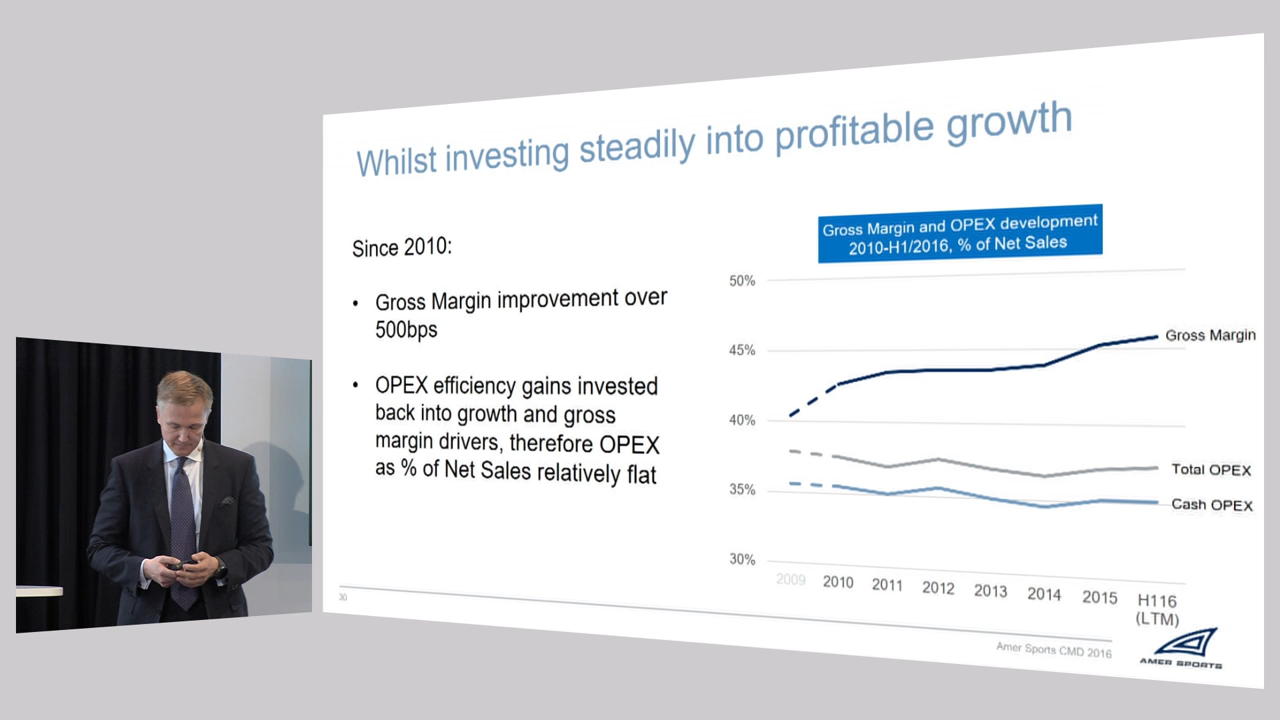 Whilst investing steadily into profitable growth
Since 2010:
• Gross Margin improvement over
500bps
• OPEX efficiency gains invested
back into growth and gross
margin drivers, therefore OPEX
as % of Net Sales relatively flat
Gross Margin and OPEX development
2010-H1/2016, % of Net Sales
50%
45%
40%
35%
30%
Gross Margin
Total OPEX
Cash OPEX
2009 2010 2011 2012 2013 2014 2015 H116
(LTM)
30
Amer Sports CMD 2016
AMER SPORTS